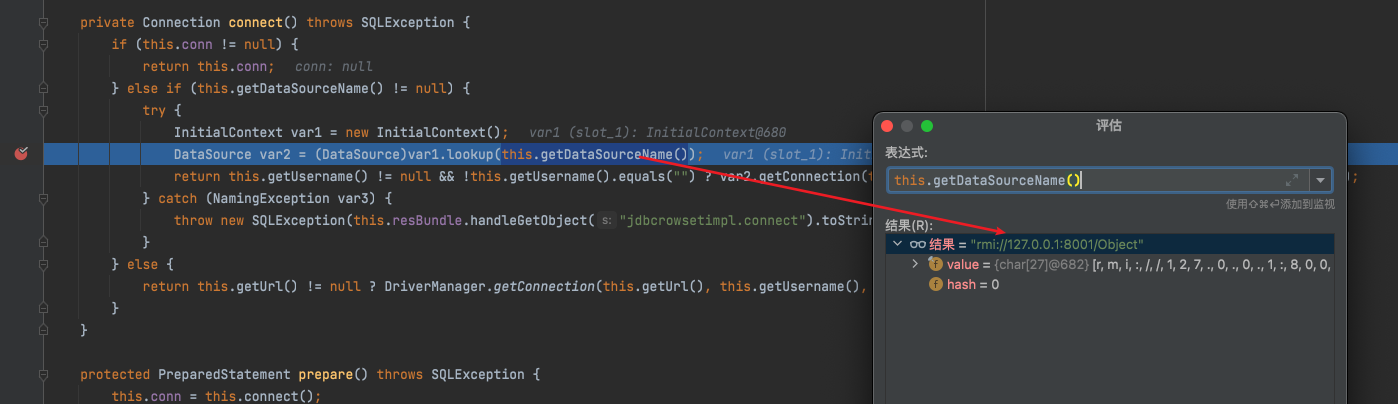 private Connection connect() throws SQLException {
if (this.conn != null) {
return this.conn; conn: null
} else if (this.getDataSourceName() != null) {
try {
InitialContext var1 = new InitialContext(); var1 (slot_1): InitialContext@680
DataSource var2 = (DataSource)var1.lookup(this.getDataSourceName()); var1 (slot_1): Init
return this.getUsername() != null && !this.getUsername().equals("") ? var2.getConnection(t );
} catch (NamingException var3) {
throw new SQLException(this.resBundle.handleGetObject( s: "jdbcrowsetimpl.connect").toStrin
}
} else {
return this.getUrl() != null ? DriverManager.getConnection(this.getUrl(), this.getUsername(),
}
}
protected PreparedStatement prepare() throws SQLException {
this.conn = this.connect();
评估
表达式:
this.getDataSourceName()
使用⇧⌘⏎添加到监视
结果(R):
结果 = "rmi://127.0.0.1:8001/Object"
value = {char[27]@682} [r, m, i, :, /, /, 1, 2, 7, ., 0, ., 0, ., 1, :, 8, 0, 0,
hash = 0